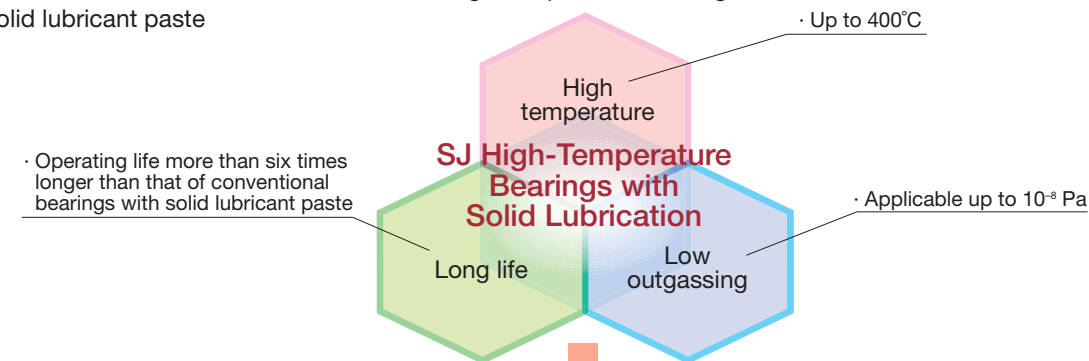 solid lubricant paste
· Up to 400°C
High
temperature
SJ High-Temperature
Bearings with
Solid Lubrication
· Operating life more than six times
longer than that of conventional
bearings with solid lubricant paste
· Applicable up to 10⁻⁸ Pa
Long life
Low
outgassing